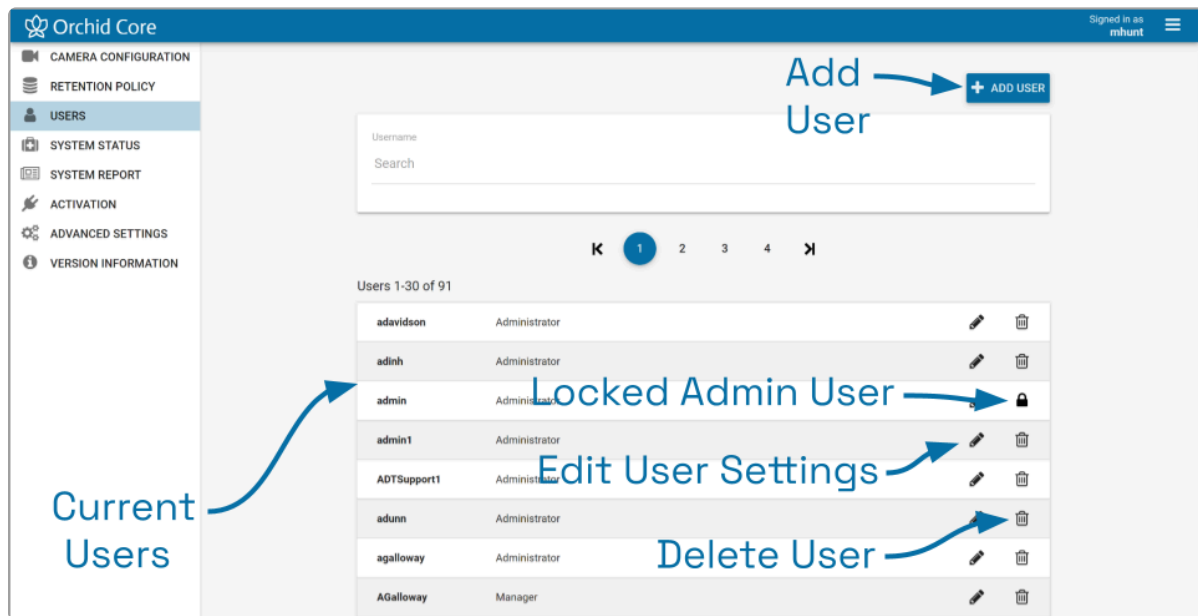 Orchid Core
Signed in as
mhunt
CAMERA CONFIGURATION
RETENTION POLICY
USERS
SYSTEM STATUS
SYSTEM REPORT
ACTIVATION
ADVANCED SETTINGS
VERSION INFORMATION
Add
User
ADD USER
Username
Search
1 2 3 4
Users 1-30 of 91
adavidson Administrator
adinh Administrator
admin Administrator
Locked Admin User
admin1 Administrator
Edit User Settings
ADTSupport1 Administrator
adunn Administrator
Current
Users
Delete User
agalloway Administrator
AGalloway Manager